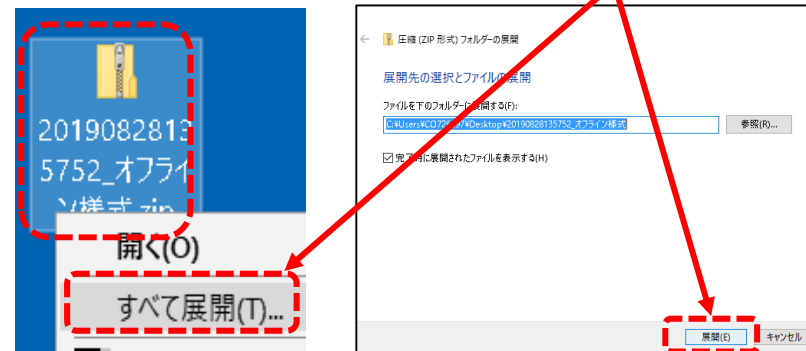 2019082813
5752_オフライ
ン様式.zip
開く(O)
すべて展開(T)...
圧縮 (ZIP 形式) フォルダーの展開
展開先の選択とファイルの展開
ファイルを下のフォルダーに展開する(F):
参照(R)...
完了時に展開されたファイルを表示する(H)
展開(E)
キャンセル